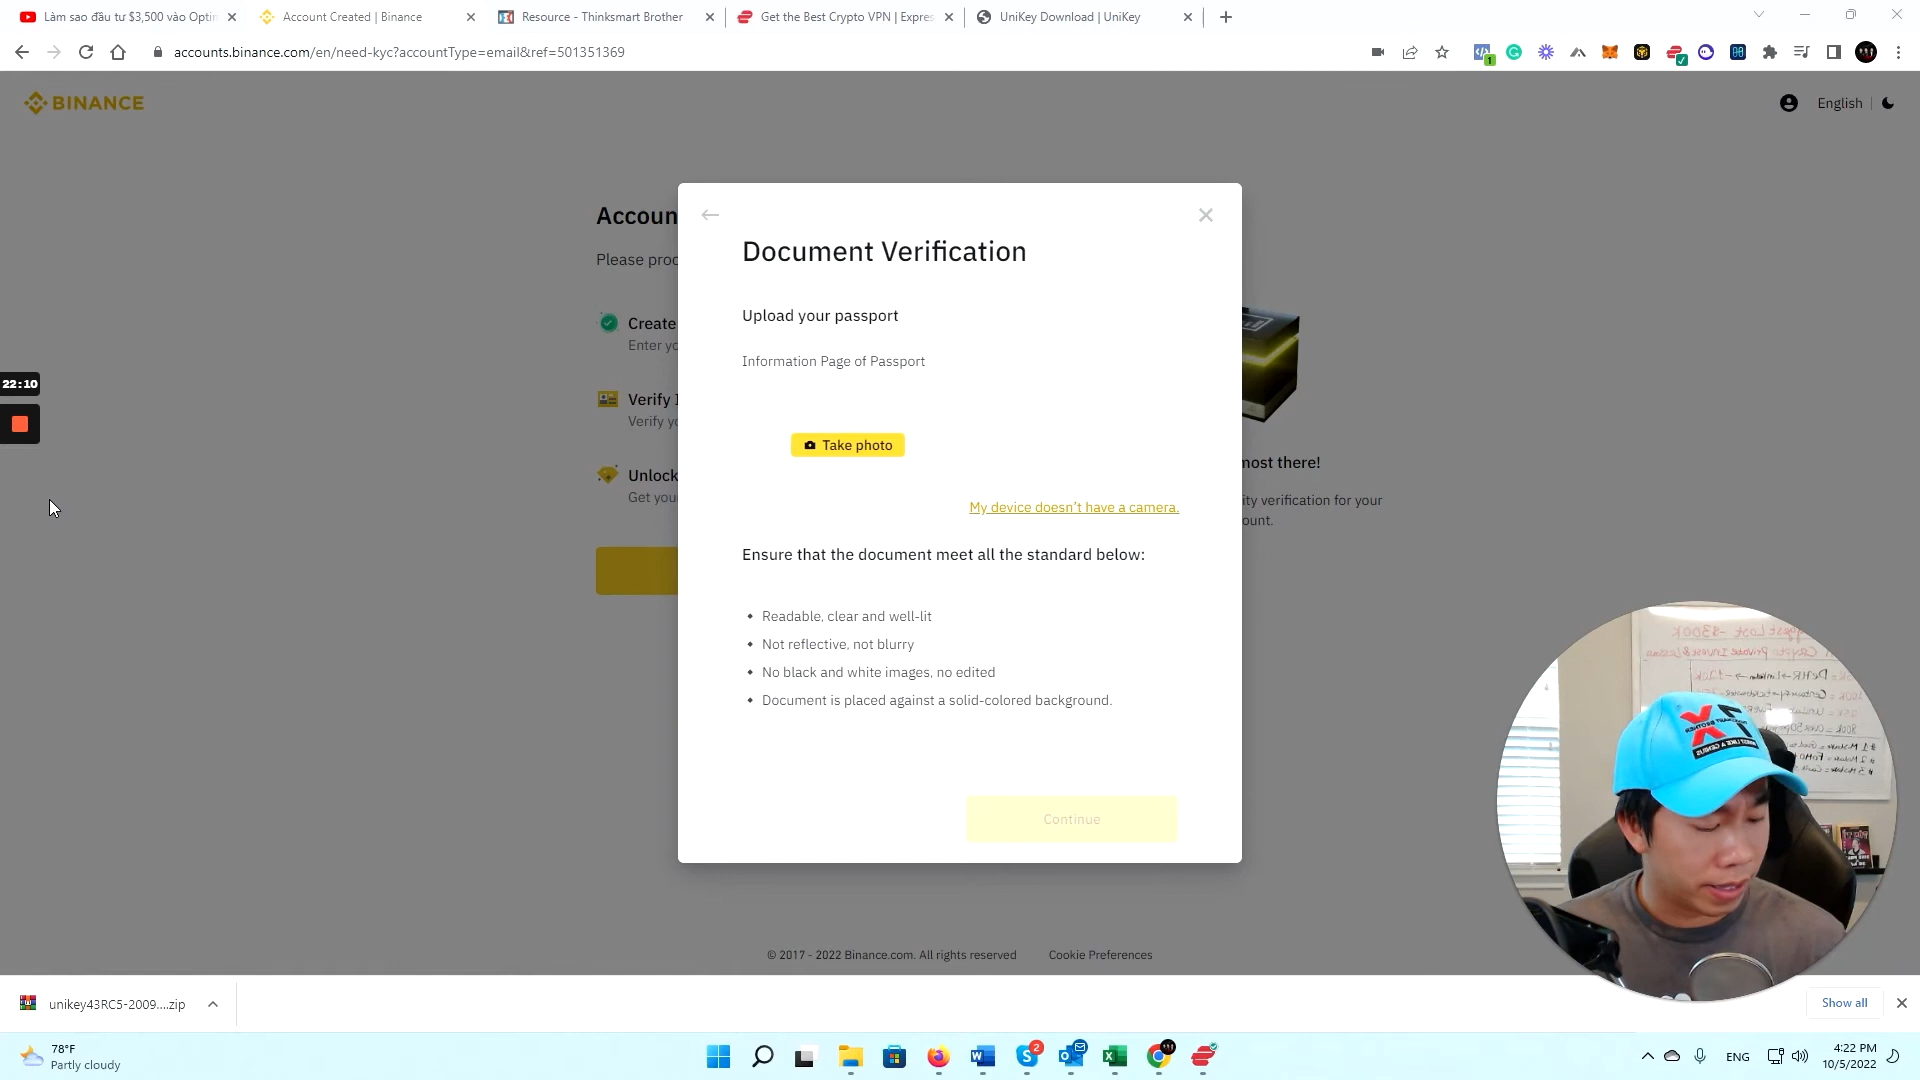 Làm sao đầu tư $3,500 vào Optin
Account Created | Binance
Resource - Thinksmart Brother
Get the Best Crypto VPN | Expres
UniKey Download | UniKey
accounts.binance.com/en/need-kyc?accountType=email&ref=501351369
1
BINANCE
English
Accoun
Please proc
Create
Enter yo
Verify I
Verify yo
Unlock
Get you
Document Verification
Upload your passport
Information Page of Passport
Take photo
My device doesn't have a camera.
Ensure that the document meet all the standard below:
Readable, clear and well-lit
Not reflective, not blurry
No black and white images, no edited
Document is placed against a solid-colored background.
Continue
most there!
ity verification for your
ount.
22:10
© 2017 - 2022 Binance.com. All rights reserved
Cookie Preferences
unikey43RC5-2009....zip
Show all
78°F
Partly cloudy
2
ENG
4:22 PM
10/5/2022